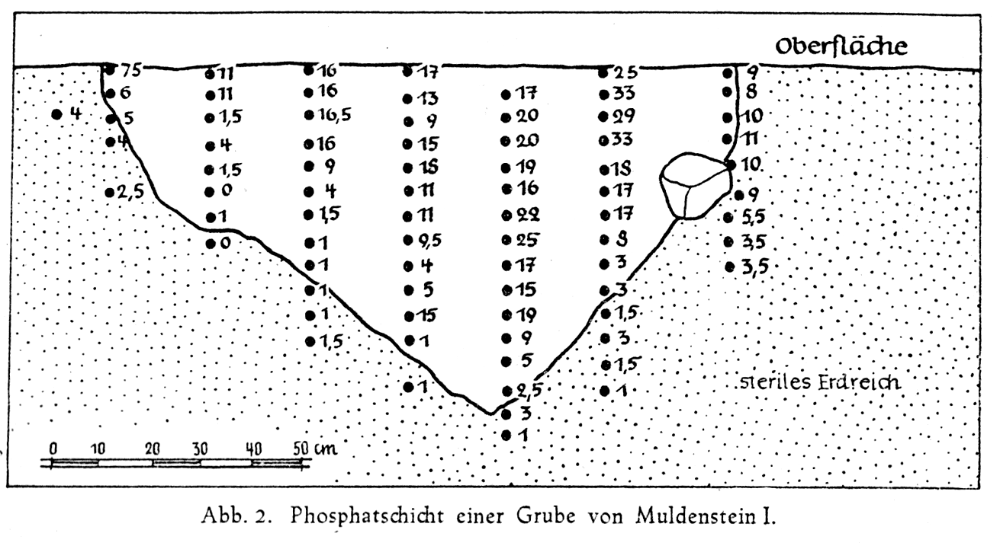 Oberfläche
75 11 16 17 25 9
6 11 16 13 17 33 8
4 5 1,5 16,5 9 20 29 10
4 4 16 15 20 33 11
1,5 9 18 19 18 10
2,5 0 4 11 16 17 9
1 1,5 11 22 17 5,5
0 1 9,5 25 8 3,5
1 4 17 3 3,5
1 5 15 3
1 15 19 1,5
1,5 1 9 3
5 1,5
1 2,5 1 steriles Erdreich
3
1
0 10 20 30 40 50 cm
Abb. 2. Phosphatschicht einer Grube von Muldenstein I.